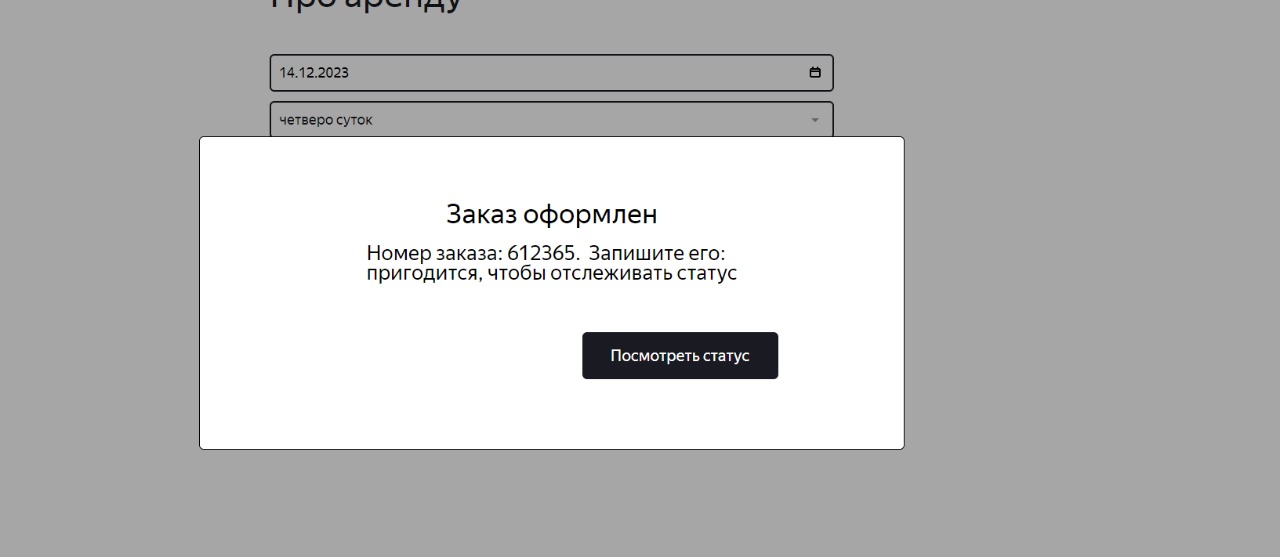 Про аренду
14.12.2023
четверо суток
Заказ оформлен
Номер заказа: 612365. Запишите его:
пригодится, чтобы отслеживать статус
Посмотреть статус